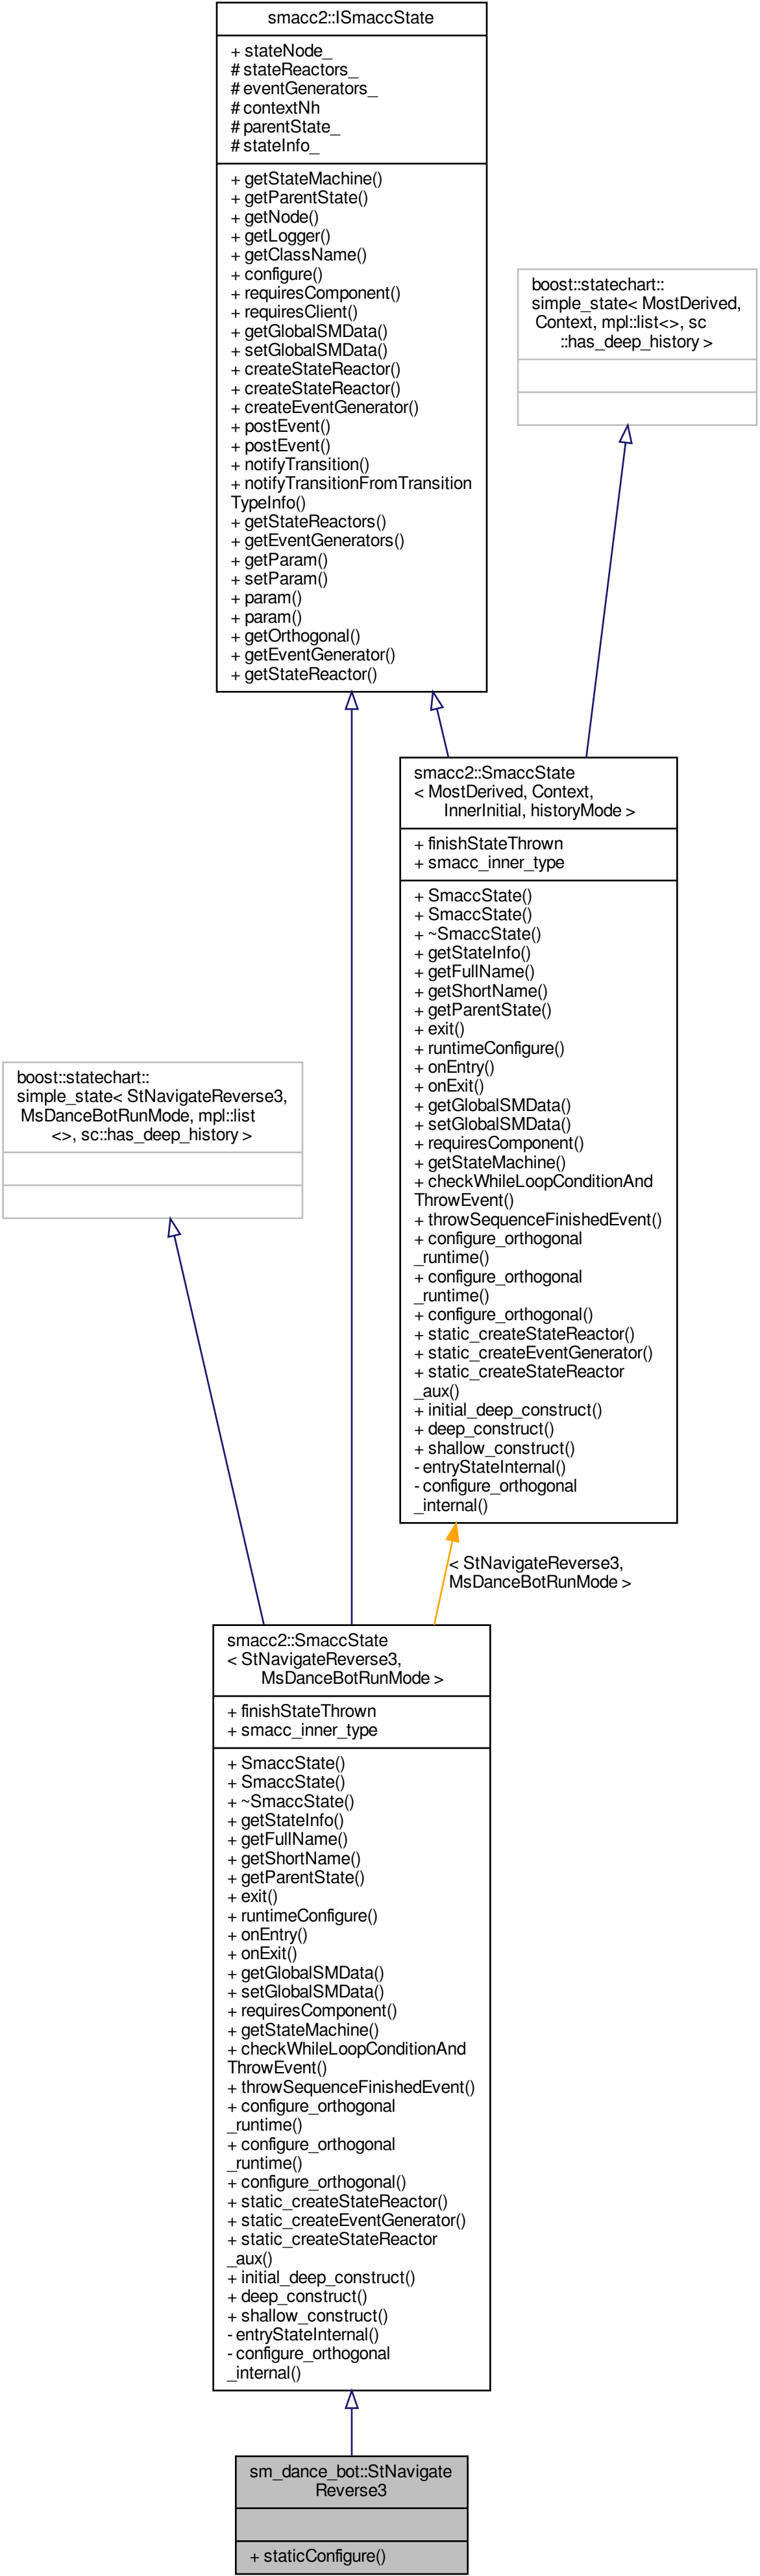 smacc2::ISmaccState
+ stateNode_
# stateReactors_
# eventGenerators_
# contextNh
# parentState_
# stateInfo_
+ getStateMachine()
+ getParentState()
+ getNode()
+ getLogger()
+ getClassName()
+ configure()
+ requiresComponent()
+ requiresClient()
+ getGlobalSMData()
+ setGlobalSMData()
+ createStateReactor()
+ createStateReactor()
+ createEventGenerator()
+ postEvent()
+ postEvent()
+ notifyTransition()
+ notifyTransitionFromTransition
TypeInfo()
+ getStateReactors()
+ getEventGenerators()
+ getParam()
+ setParam()
+ param()
+ param()
+ getOrthogonal()
+ getEventGenerator()
+ getStateReactor()
boost::statechart::
simple_state< MostDerived,
Context, mpl::list<>, sc
::has_deep_history >
smacc2::SmaccState
< MostDerived, Context,
InnerInitial, historyMode >
+ finishStateThrown
+ smacc_inner_type
+ SmaccState()
+ SmaccState()
+ ~SmaccState()
+ getStateInfo()
+ getFullName()
+ getShortName()
+ getParentState()
+ exit()
+ runtimeConfigure()
+ onEntry()
+ onExit()
+ getGlobalSMData()
+ setGlobalSMData()
+ requiresComponent()
+ getStateMachine()
+ checkWhileLoopConditionAnd
ThrowEvent()
+ throwSequenceFinishedEvent()
+ configure_orthogonal
_runtime()
+ configure_orthogonal
_runtime()
+ configure_orthogonal()
+ static_createStateReactor()
+ static_createEventGenerator()
+ static_createStateReactor
_aux()
+ initial_deep_construct()
+ deep_construct()
+ shallow_construct()
- entryStateInternal()
- configure_orthogonal
_internal()
boost::statechart::
simple_state< StNavigateReverse3,
MsDanceBotRunMode, mpl::list
<>, sc::has_deep_history >
< StNavigateReverse3,
MsDanceBotRunMode >
smacc2::SmaccState
< StNavigateReverse3,
MsDanceBotRunMode >
+ finishStateThrown
+ smacc_inner_type
+ SmaccState()
+ SmaccState()
+ ~SmaccState()
+ getStateInfo()
+ getFullName()
+ getShortName()
+ getParentState()
+ exit()
+ runtimeConfigure()
+ onEntry()
+ onExit()
+ getGlobalSMData()
+ setGlobalSMData()
+ requiresComponent()
+ getStateMachine()
+ checkWhileLoopConditionAnd
ThrowEvent()
+ throwSequenceFinishedEvent()
+ configure_orthogonal
_runtime()
+ configure_orthogonal
_runtime()
+ configure_orthogonal()
+ static_createStateReactor()
+ static_createEventGenerator()
+ static_createStateReactor
_aux()
+ initial_deep_construct()
+ deep_construct()
+ shallow_construct()
- entryStateInternal()
- configure_orthogonal
_internal()
sm_dance_bot::StNavigate
Reverse3
+ staticConfigure()